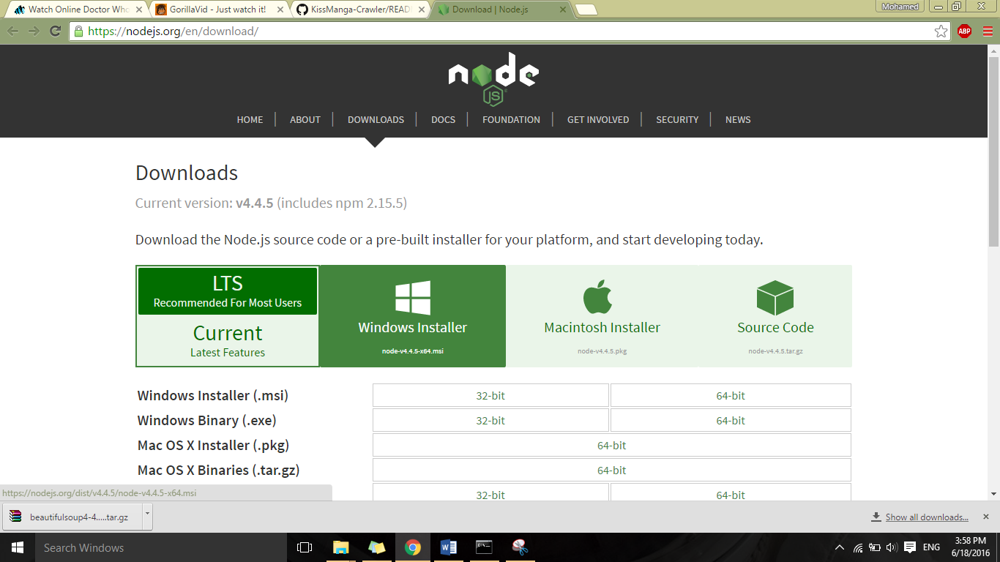 Watch Online Doctor Who
GorillaVid - Just watch it!
KissManga-Crawler/READ
Download | Node.js
Mohamed
https://nodejs.org/en/download/
ABP
node
JS
HOME
ABOUT
DOWNLOADS
DOCS
FOUNDATION
GET INVOLVED
SECURITY
NEWS
Downloads
Current version: v4.4.5 (includes npm 2.15.5)
Download the Node.js source code or a pre-built installer for your platform, and start developing today.
LTS
Recommended For Most Users
Current
Latest Features
Windows Installer
node-v4.4.5-x64.msi
Macintosh Installer
node-v4.4.5.pkg
Source Code
node-v4.4.5.tar.gz
Windows Installer (.msi) 32-bit 64-bit
Windows Binary (.exe) 32-bit 64-bit
Mac OS X Installer (.pkg) 64-bit
Mac OS X Binaries (.tar.gz) 64-bit
32-bit 64-bit
https://nodejs.org/dist/v4.4.5/node-v4.4.5-x64.msi
beautifulsoup4-4.....tar.gz
Show all downloads...
Search Windows
ENG
3:58 PM
6/18/2016